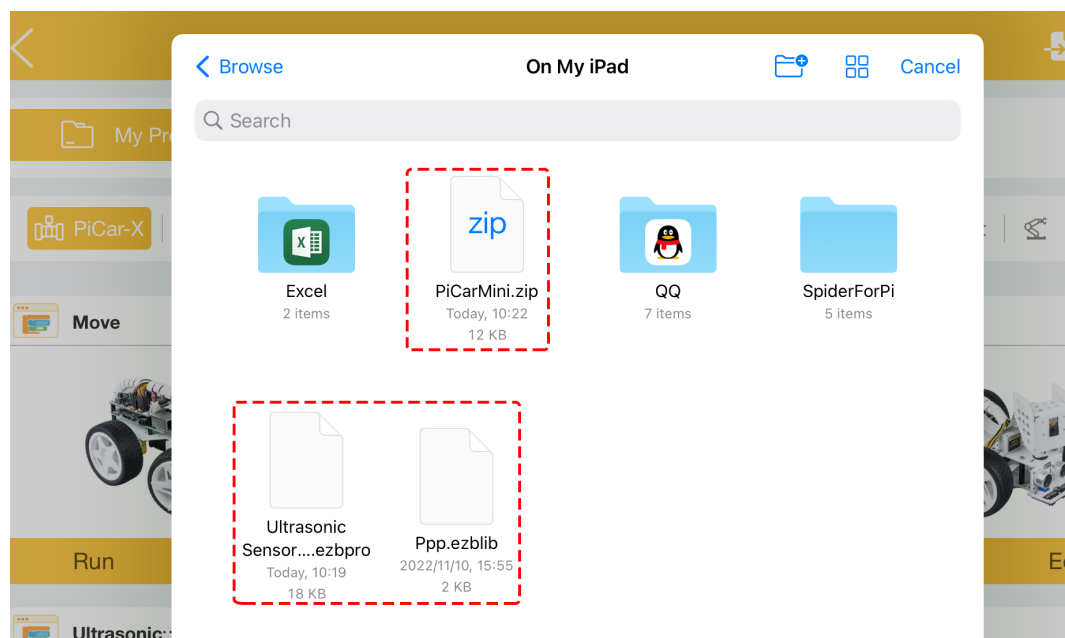 Browse
On My iPad
Cancel
Search
My Pr
PiCar-X
zip
X
Excel
2 items
PiCarMini.zip
Today, 10:22
12 KB
QQ
7 items
SpiderForPi
5 items
Move
Ultrasonic
Sensor....ezbpro
Today, 10:19
18 KB
Ppp.ezblib
2022/11/10, 15:55
2 KB
Run
Ultrasonic: